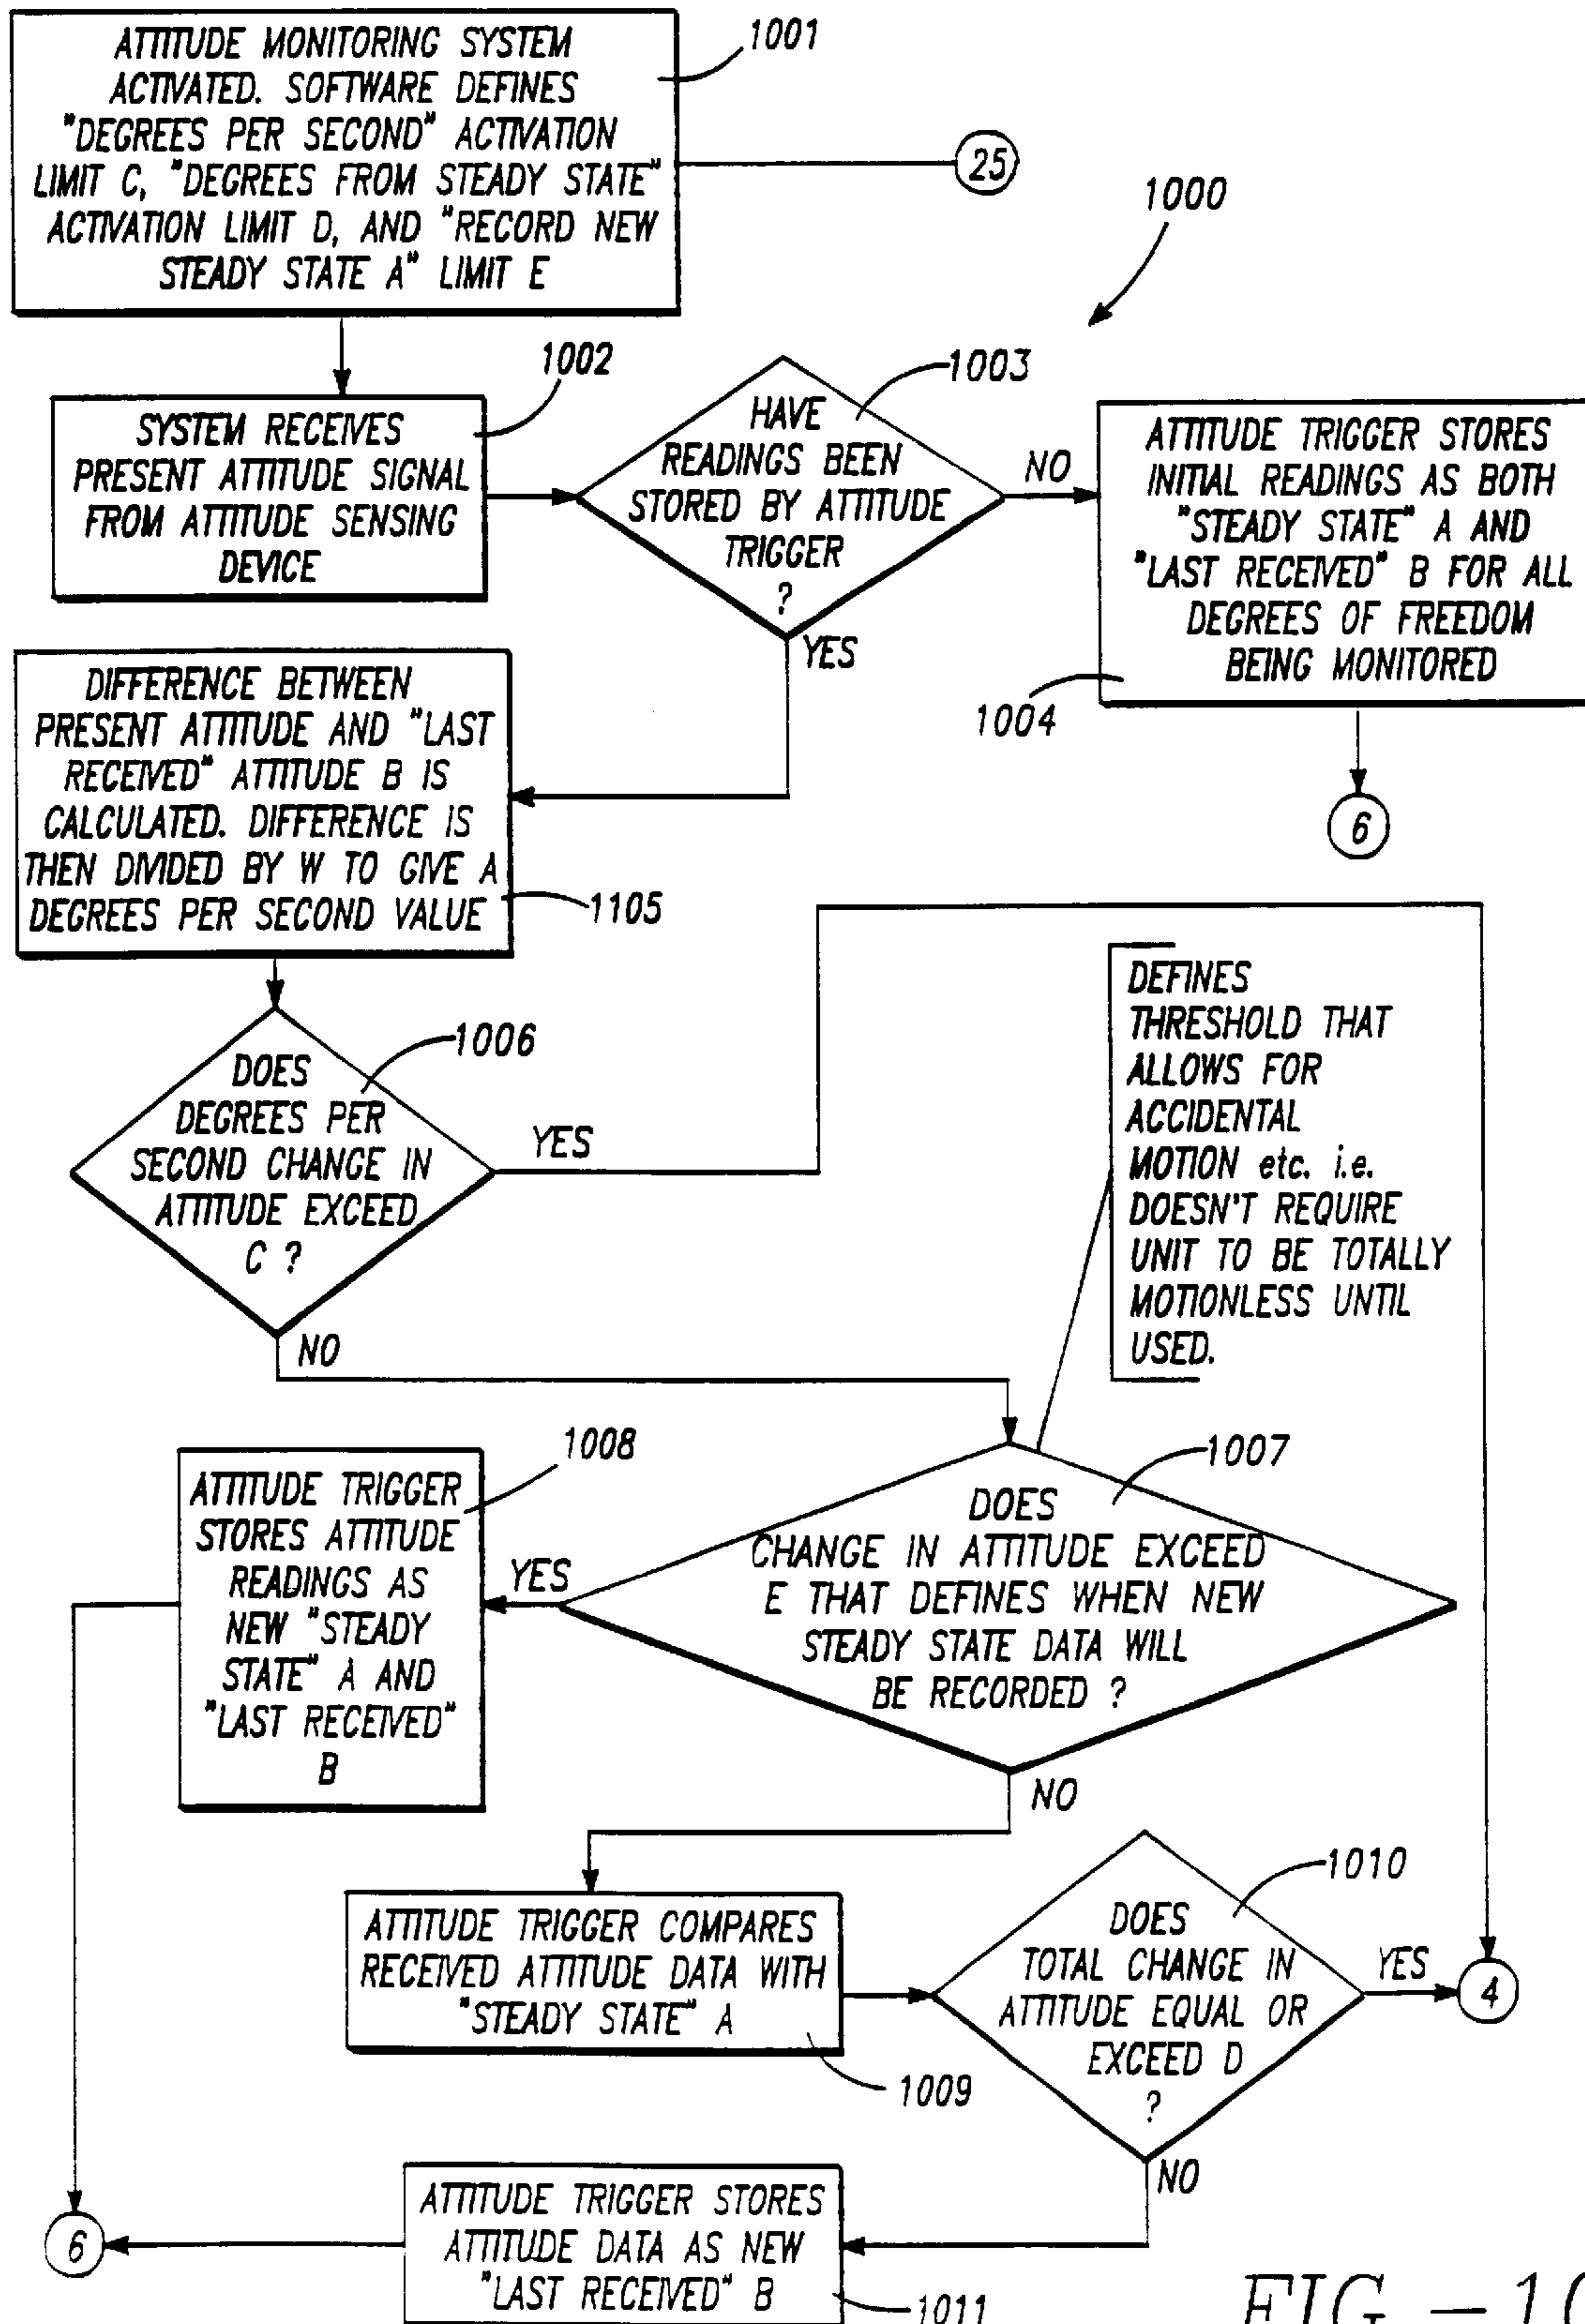 ATTITUDE MONITORING SYSTEM
ACTIVATED. SOFTWARE DEFINES
"DEGREES PER SECOND" ACTIVATION
LIMIT C, "DEGREES FROM STEADY STATE"
ACTIVATION LIMIT D, AND "RECORD NEW
STEADY STATE A" LIMIT E
1001
25
1000
SYSTEM RECEIVES
PRESENT ATTITUDE SIGNAL
FROM ATTITUDE SENSING
DEVICE
1002
HAVE
READINGS BEEN
STORED BY ATTITUDE
TRIGGER
?
1003
NO
YES
ATTITUDE TRIGGER STORES
INITIAL READINGS AS BOTH
"STEADY STATE" A AND
"LAST RECEIVED" B FOR ALL
DEGREES OF FREEDOM
BEING MONITORED
1004
6
DIFFERENCE BETWEEN
PRESENT ATTITUDE AND "LAST
RECEIVED" ATTITUDE B IS
CALCULATED. DIFFERENCE IS
THEN DIVIDED BY W TO GIVE A
DEGREES PER SECOND VALUE
1105
DOES
DEGREES PER
SECOND CHANGE IN
ATTITUDE EXCEED
C ?
1006
YES
NO
DEFINES
THRESHOLD THAT
ALLOWS FOR
ACCIDENTAL
MOTION etc. i.e.
DOESN'T REQUIRE
UNIT TO BE TOTALLY
MOTIONLESS UNTIL
USED.
DOES
CHANGE IN ATTITUDE EXCEED
E THAT DEFINES WHEN NEW
STEADY STATE DATA WILL
BE RECORDED ?
1007
YES
NO
ATTITUDE TRIGGER
STORES ATTITUDE
READINGS AS
NEW "STEADY
STATE" A AND
"LAST RECEIVED"
B
1008
ATTITUDE TRIGGER COMPARES
RECEIVED ATTITUDE DATA WITH
"STEADY STATE" A
1009
DOES
TOTAL CHANGE IN
ATTITUDE EQUAL OR
EXCEED D
?
1010
YES
4
NO
ATTITUDE TRIGGER STORES
ATTITUDE DATA AS NEW
"LAST RECEIVED" B
1011
6
FIG - 10